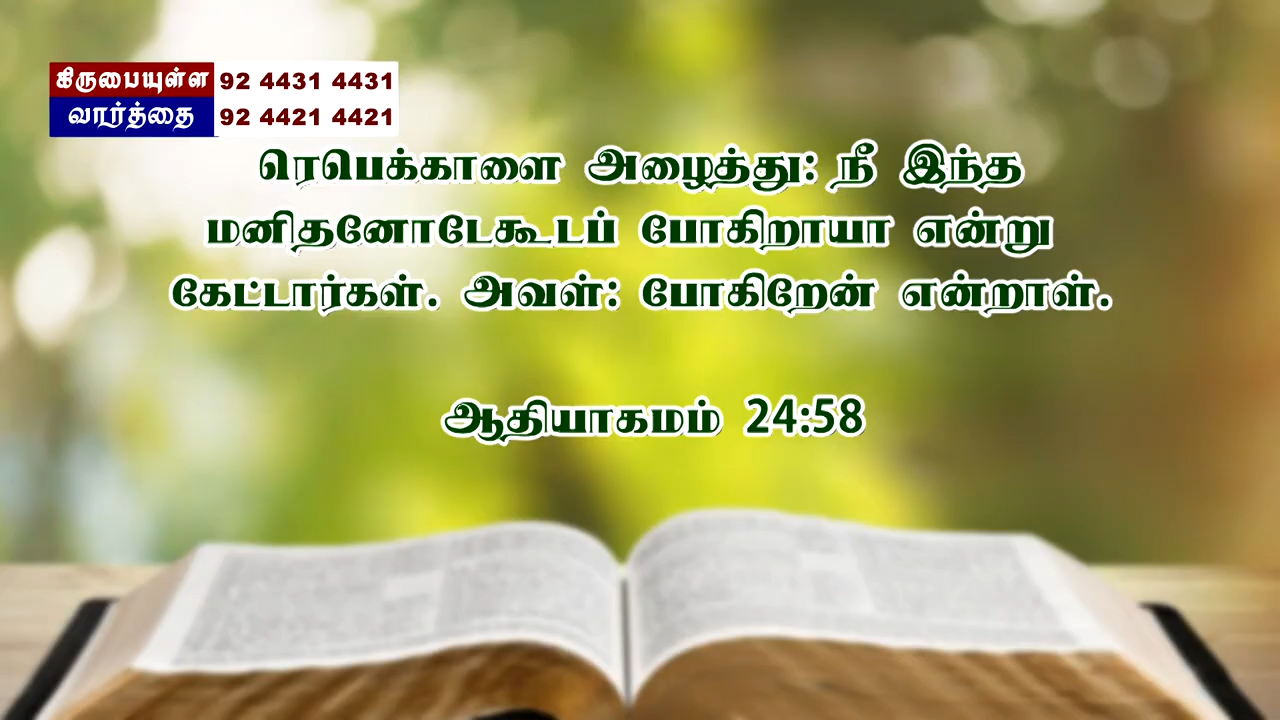 கிருபையுள்ள 92 4431 4431
வார்த்தை 92 4421 4421
ரெபெக்காளை அழைத்து: நீ இந்த
மனிதனோடேகூடப் போகிறாயா என்று
கேட்டார்கள். அவள்: போகிறேன் என்றாள்.
ஆதியாகமம் 24:58